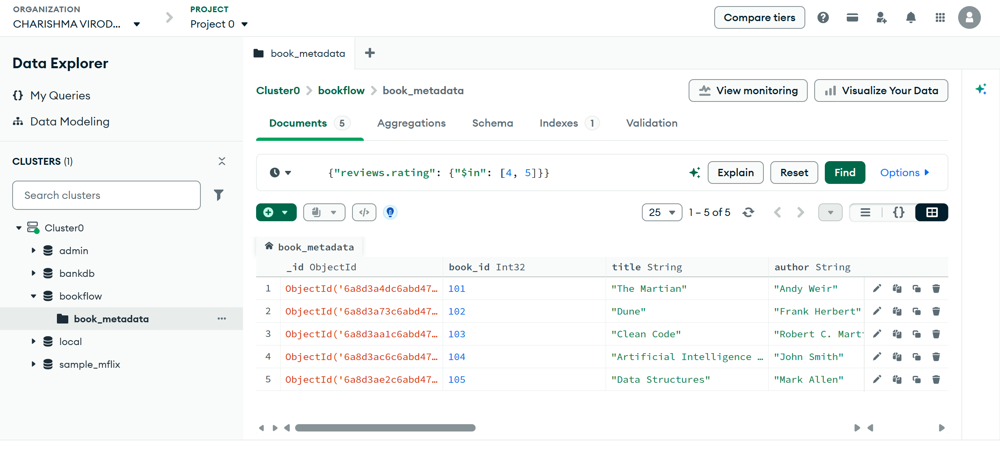 ORGANIZATION
CHARISHMA VIROD...
PROJECT
Project 0
Compare tiers
Data Explorer
My Queries
Data Modeling
CLUSTERS (1)
Search clusters
Cluster0
admin
bankdb
bookflow
book_metadata
local
sample_mflix
book_metadata
Cluster0 bookflow book_metadata
View monitoring
Visualize Your Data
Documents 5 Aggregations Schema Indexes 1 Validation
{"reviews.rating": {"$in": [4, 5]}}
Explain Reset Find Options
25 1 – 5 of 5
book_metadata
_id ObjectId book_id Int32 title String author String
1 ObjectId('6a8d3a4dc6abd47… 101 "The Martian" "Andy Weir"
2 ObjectId('6a8d3a73c6abd47… 102 "Dune" "Frank Herbert"
3 ObjectId('6a8d3aa1c6abd47… 103 "Clean Code" "Robert C. Mart
4 ObjectId('6a8d3ac6c6abd47… 104 "Artificial Intelligence … "John Smith"
5 ObjectId('6a8d3ae2c6abd47… 105 "Data Structures" "Mark Allen"